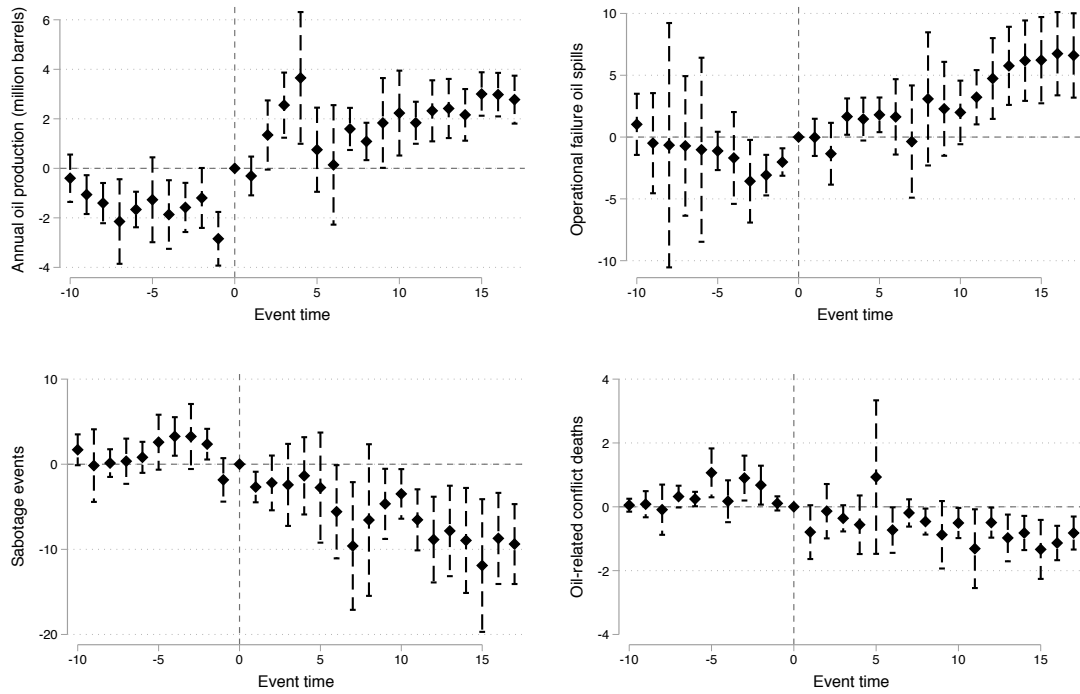 Annual oil production (million barrels)
6
4
2
0
-2
-4
-10 -5 0 5 10 15
Event time
Operational failure oil spills
10
5
0
-5
-10
-10 -5 0 5 10 15
Event time
Sabotage events
10
0
-10
-20
-10 -5 0 5 10 15
Event time
Oil-related conflict deaths
4
2
0
-2
-4
-10 -5 0 5 10 15
Event time